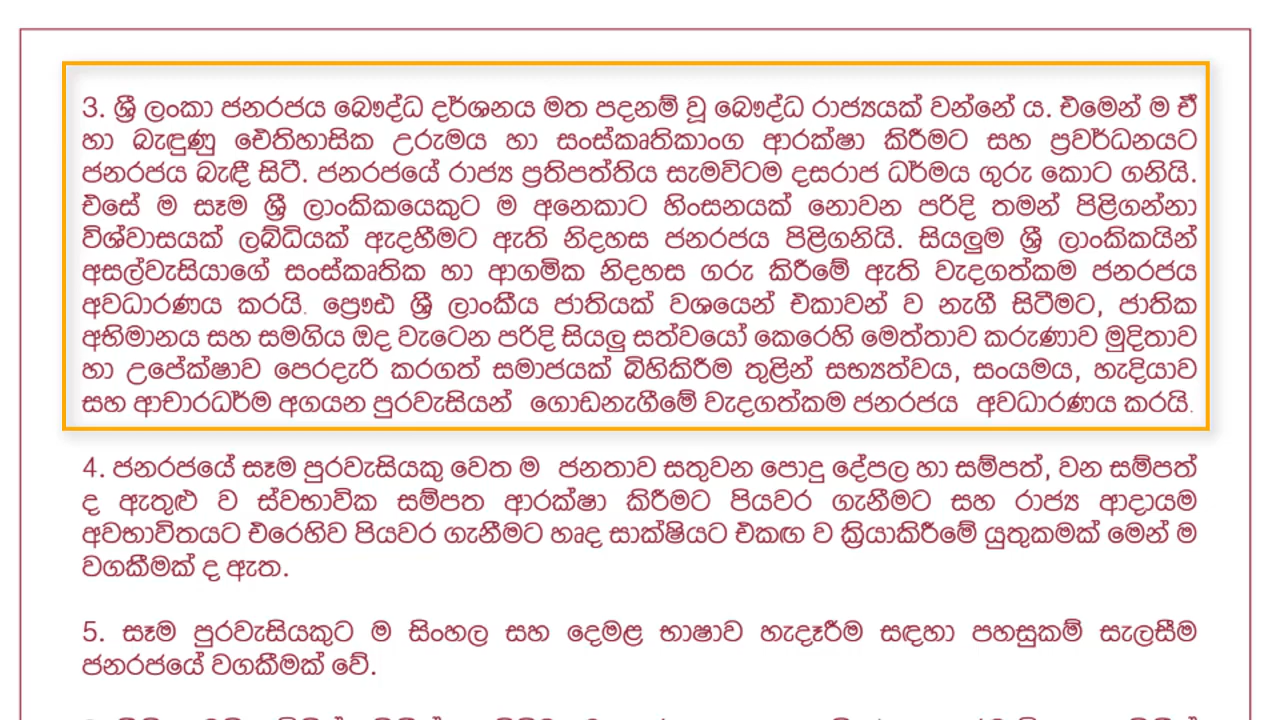 3. ශ්‍රී ලංකා ජනරජය බෞද්ධ දර්ශනය මත පදනම් වූ බෞද්ධ රාජ්‍යයක් වන්නේ ය. එමෙන් ම ඒ
හා බැඳුණු ඓතිහාසික උරුමය හා සංස්කෘතිකාංග ආරක්ෂා කිරීමට සහ ප්‍රවර්ධනයට
ජනරජය බැඳී සිටී. ජනරජයේ රාජ්‍ය ප්‍රතිපත්තිය සැමවිටම දසරාජ ධර්මය ගුරු කොට ගනියි.
එසේ ම සෑම ශ්‍රී ලාංකිකයෙකුට ම අනෙකාට හිංසනයක් නොවන පරිදි තමන් පිළිගන්නා
විශ්වාසයක් ලබ්ධියක් ඇදහීමට ඇති නිදහස ජනරජය පිළිගනියි. සියලුම ශ්‍රී ලාංකිකයින්
අසල්වැසියාගේ සංස්කෘතික හා ආගමික නිදහස ගරු කිරීමේ ඇති වැදගත්කම ජනරජය
අවධාරණය කරයි. ප්‍රෞඪ ශ්‍රී ලාංකීය ජාතියක් වශයෙන් එකාවන් ව නැගී සිටීමට, ජාතික
අභිමානය සහ සමගිය ඔද වැටෙන පරිදි සියලු සත්වයෝ කෙරෙහි මෙත්තාව කරුණාව මුදිතාව
හා උපේක්ෂාව පෙරදැරි කරගත් සමාජයක් බිහිකිරීම තුළින් සභ්‍යත්වය, සංයමය, හැදියාව
සහ ආචාරධර්ම අගයන පුරවැසියන් ගොඩනැගීමේ වැදගත්කම ජනරජය අවධාරණය කරයි.
4. ජනරජයේ සෑම පුරවැසියකු වෙත ම ජනතාව සතුවන පොදු දේපල හා සම්පත්, වන සම්පත්
ද ඇතුළු ව ස්වභාවික සම්පත ආරක්ෂා කිරීමට පියවර ගැනීමට සහ රාජ්‍ය ආදායම
අවභාවිතයට එරෙහිව පියවර ගැනීමට හෘද සාක්ෂියට එකඟ ව ක්‍රියාකිරීමේ යුතුකමක් මෙන් ම
වගකීමක් ද ඇත.
5. සෑම පුරවැසියකුට ම සිංහල සහ දෙමළ භාෂාව හැදෑරීම සඳහා පහසුකම් සැලසීම
ජනරජයේ වගකීමක් වේ.